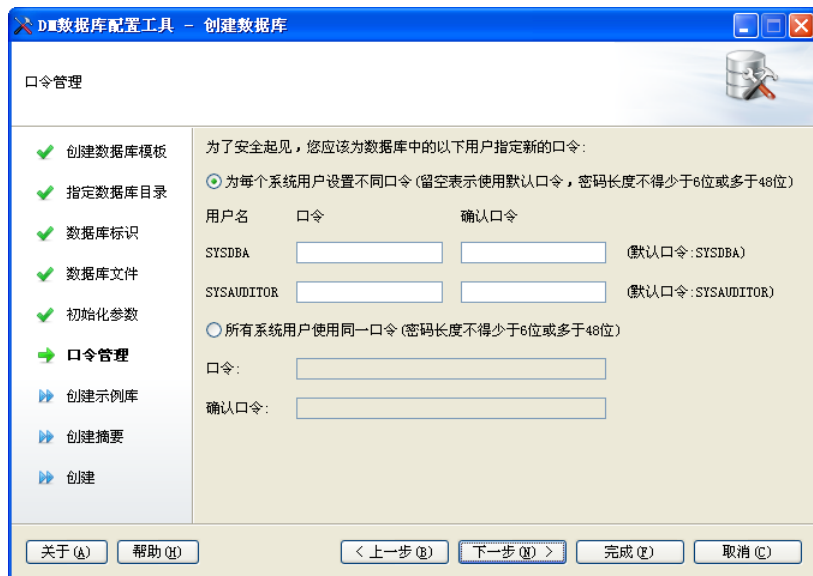 DM数据库配置工具 - 创建数据库
口令管理
创建数据库模板
指定数据库目录
数据库标识
数据库文件
初始化参数
口令管理
创建示例库
创建摘要
创建
为了安全起见，您应该为数据库中的以下用户指定新的口令:
为每个系统用户设置不同口令(留空表示使用默认口令，密码长度不得少于6位或多于48位)
用户名 口令 确认口令
SYSDBA (默认口令:SYSDBA)
SYSAUDITOR (默认口令:SYSAUDITOR)
所有系统用户使用同一口令(密码长度不得少于6位或多于48位)
口令:
确认口令:
关于(A) 帮助(H) < 上一步(B) 下一步(N) > 完成(F) 取消(C)